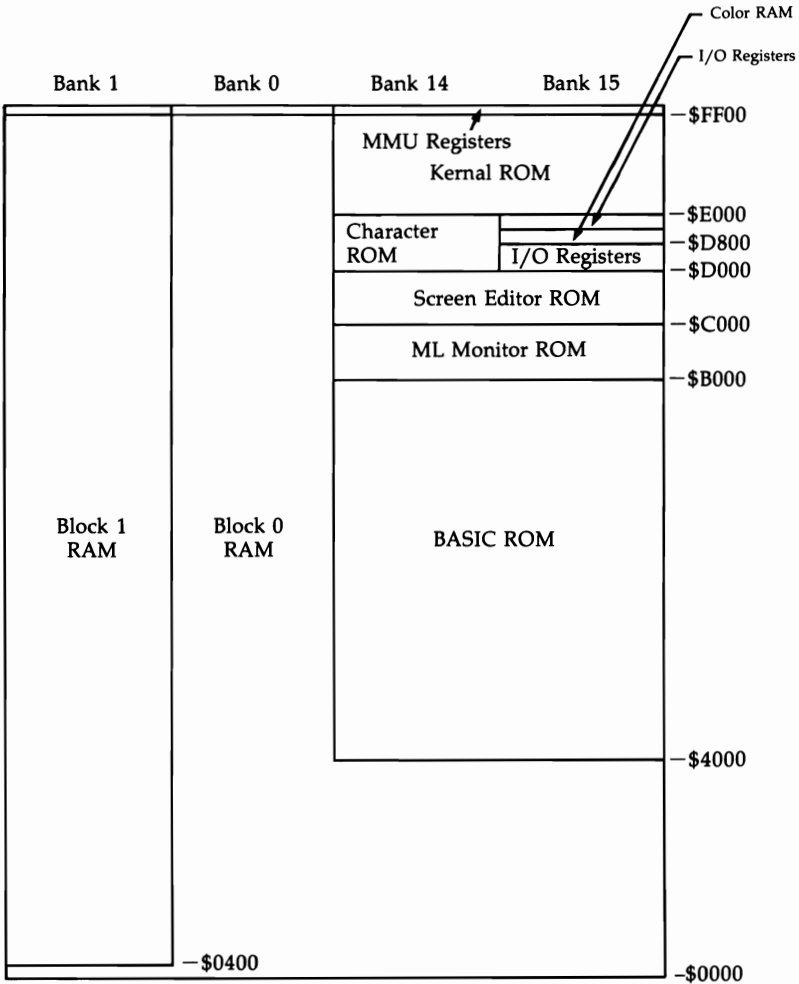 Color RAM
I/O Registers
Bank 1
Bank 0
Bank 14
Bank 15
$FF00
MMU Registers
Kernal ROM
$E000
Character
ROM
$D800
I/O Registers
$D000
Screen Editor ROM
$C000
ML Monitor ROM
$B000
Block 1
RAM
Block 0
RAM
BASIC ROM
$4000
$0400
$0000